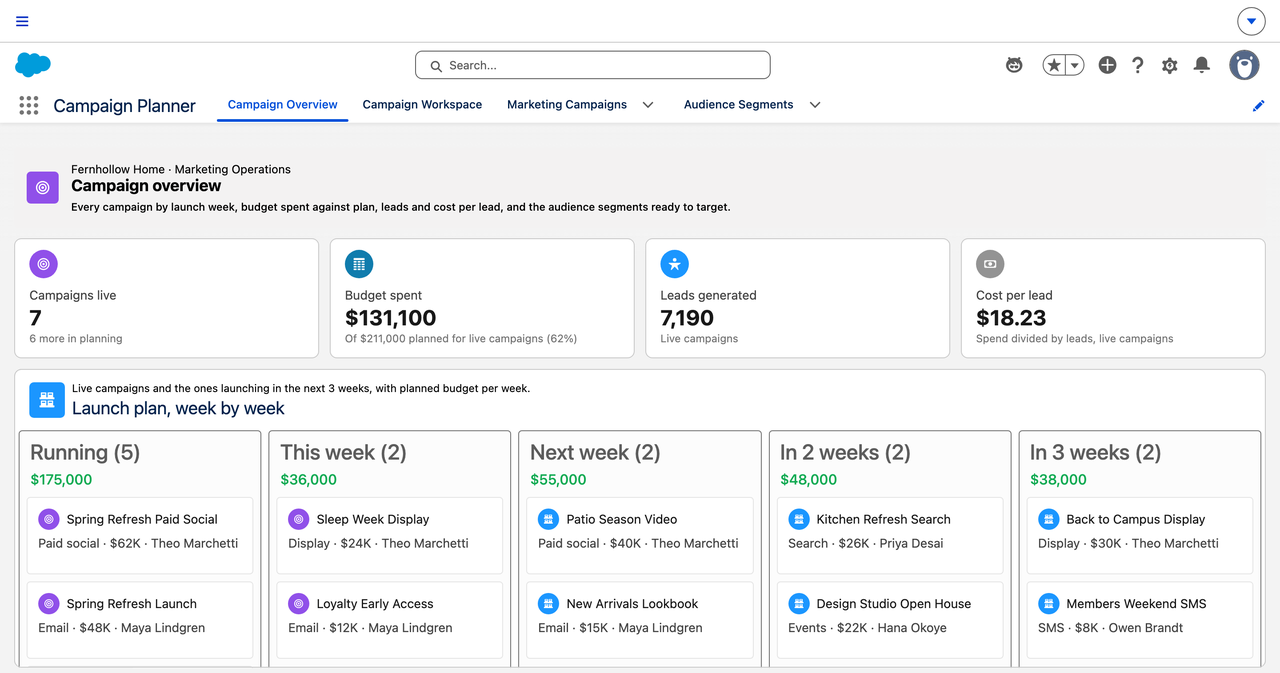 Search...
Campaign Planner
Campaign Overview
Campaign Workspace
Marketing Campaigns
Audience Segments
Fernhollow Home · Marketing Operations
Campaign overview
Every campaign by launch week, budget spent against plan, leads and cost per lead, and the audience segments ready to target.
Campaigns live
7
6 more in planning
Budget spent
$131,100
Of $211,000 planned for live campaigns (62%)
Leads generated
7,190
Live campaigns
Cost per lead
$18.23
Spend divided by leads, live campaigns
Live campaigns and the ones launching in the next 3 weeks, with planned budget per week.
Launch plan, week by week
Running (5)
$175,000
Spring Refresh Paid Social
Paid social · $62K · Theo Marchetti
Spring Refresh Launch
Email · $48K · Maya Lindgren
This week (2)
$36,000
Sleep Week Display
Display · $24K · Theo Marchetti
Loyalty Early Access
Email · $12K · Maya Lindgren
Next week (2)
$55,000
Patio Season Video
Paid social · $40K · Theo Marchetti
New Arrivals Lookbook
Email · $15K · Maya Lindgren
In 2 weeks (2)
$48,000
Kitchen Refresh Search
Search · $26K · Priya Desai
Design Studio Open House
Events · $22K · Hana Okoye
In 3 weeks (2)
$38,000
Back to Campus Display
Display · $30K · Theo Marchetti
Members Weekend SMS
SMS · $8K · Owen Brandt